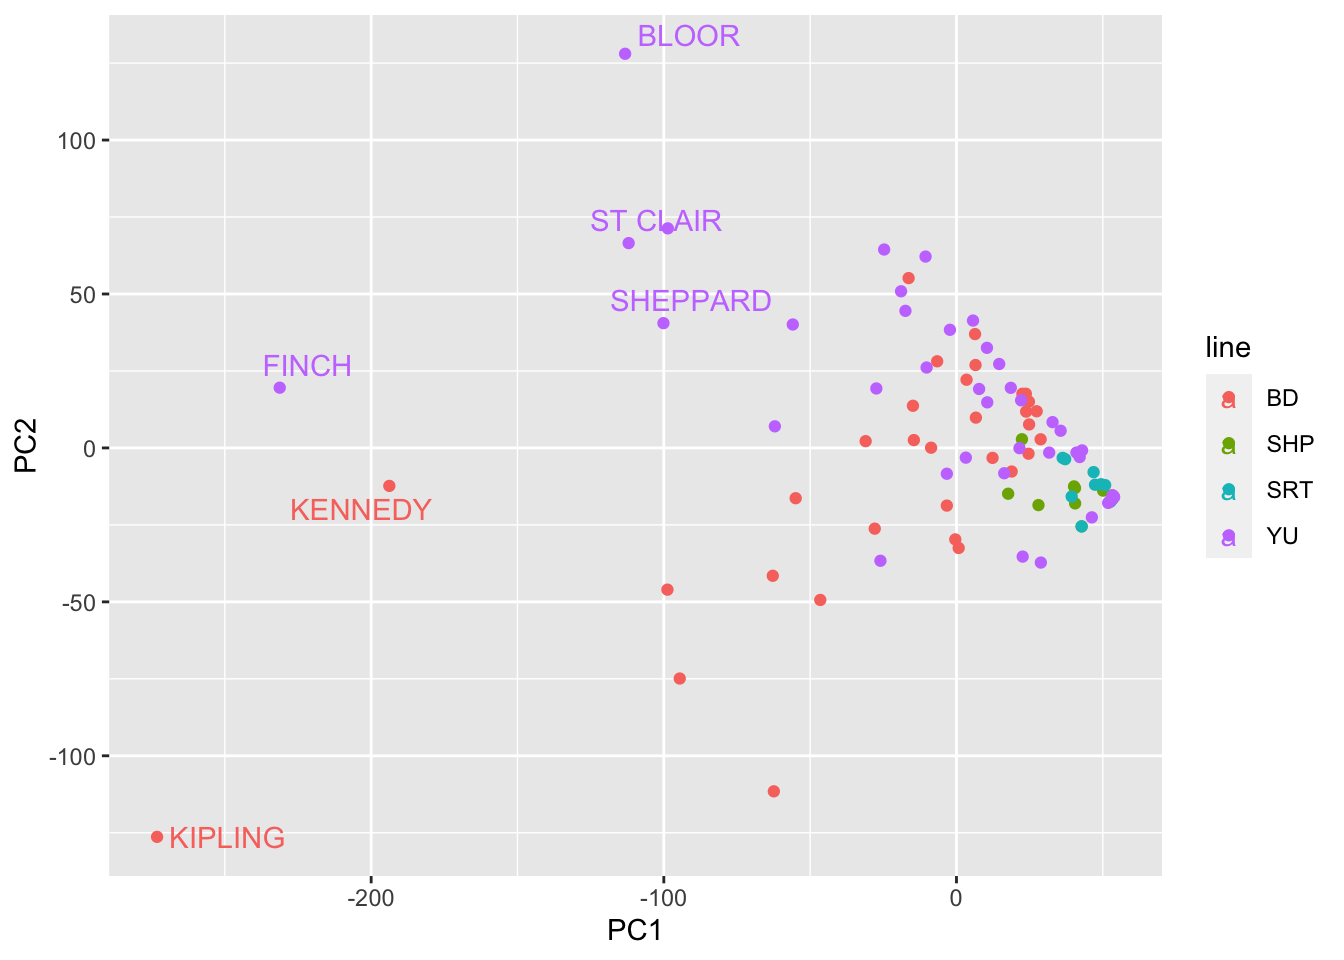 BLOOR
100
ST CLAIR
50
SHEPPARD
FINCH
0
KENNEDY
-50
-100
KIPLING
-200
-100
0
PC1
PC2
line
a BD
a SHP
a SRT
a YU